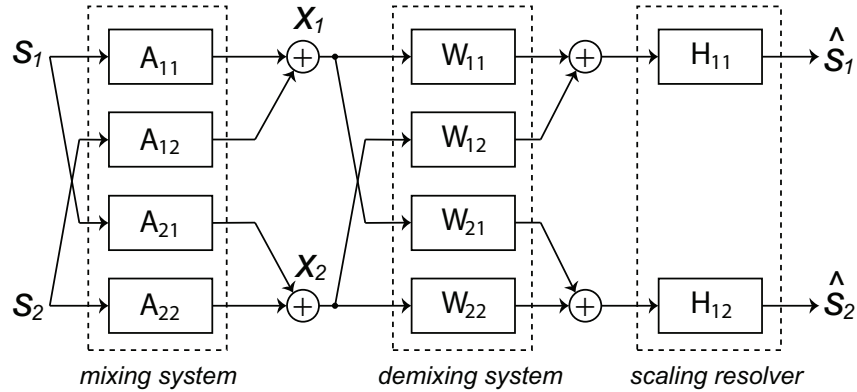 S₁ A₁₁ + X₁ W₁₁ + H₁₁ Ŝ₁
A₁₂ W₁₂
A₂₁ W₂₁
S₂ A₂₂ + X₂ W₂₂ + H₁₂ Ŝ₂
mixing system demixing system scaling resolver